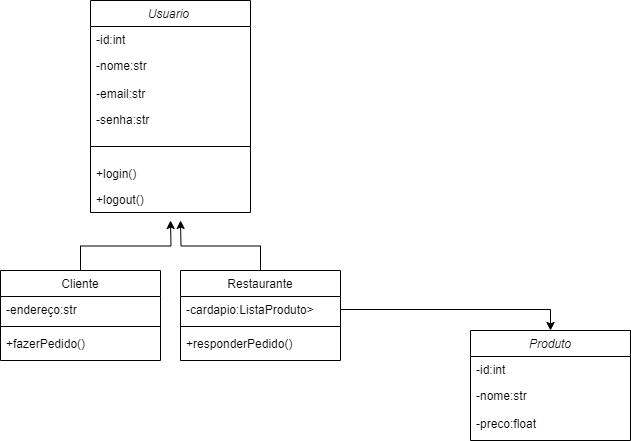 Usuario
-id:int
-nome:str
-email:str
-senha:str
+login()
+logout()
Cliente
-endereço:str
+fazerPedido()
Restaurante
-cardapio:ListaProduto>
+responderPedido()
Produto
-id:int
-nome:str
-preco:float